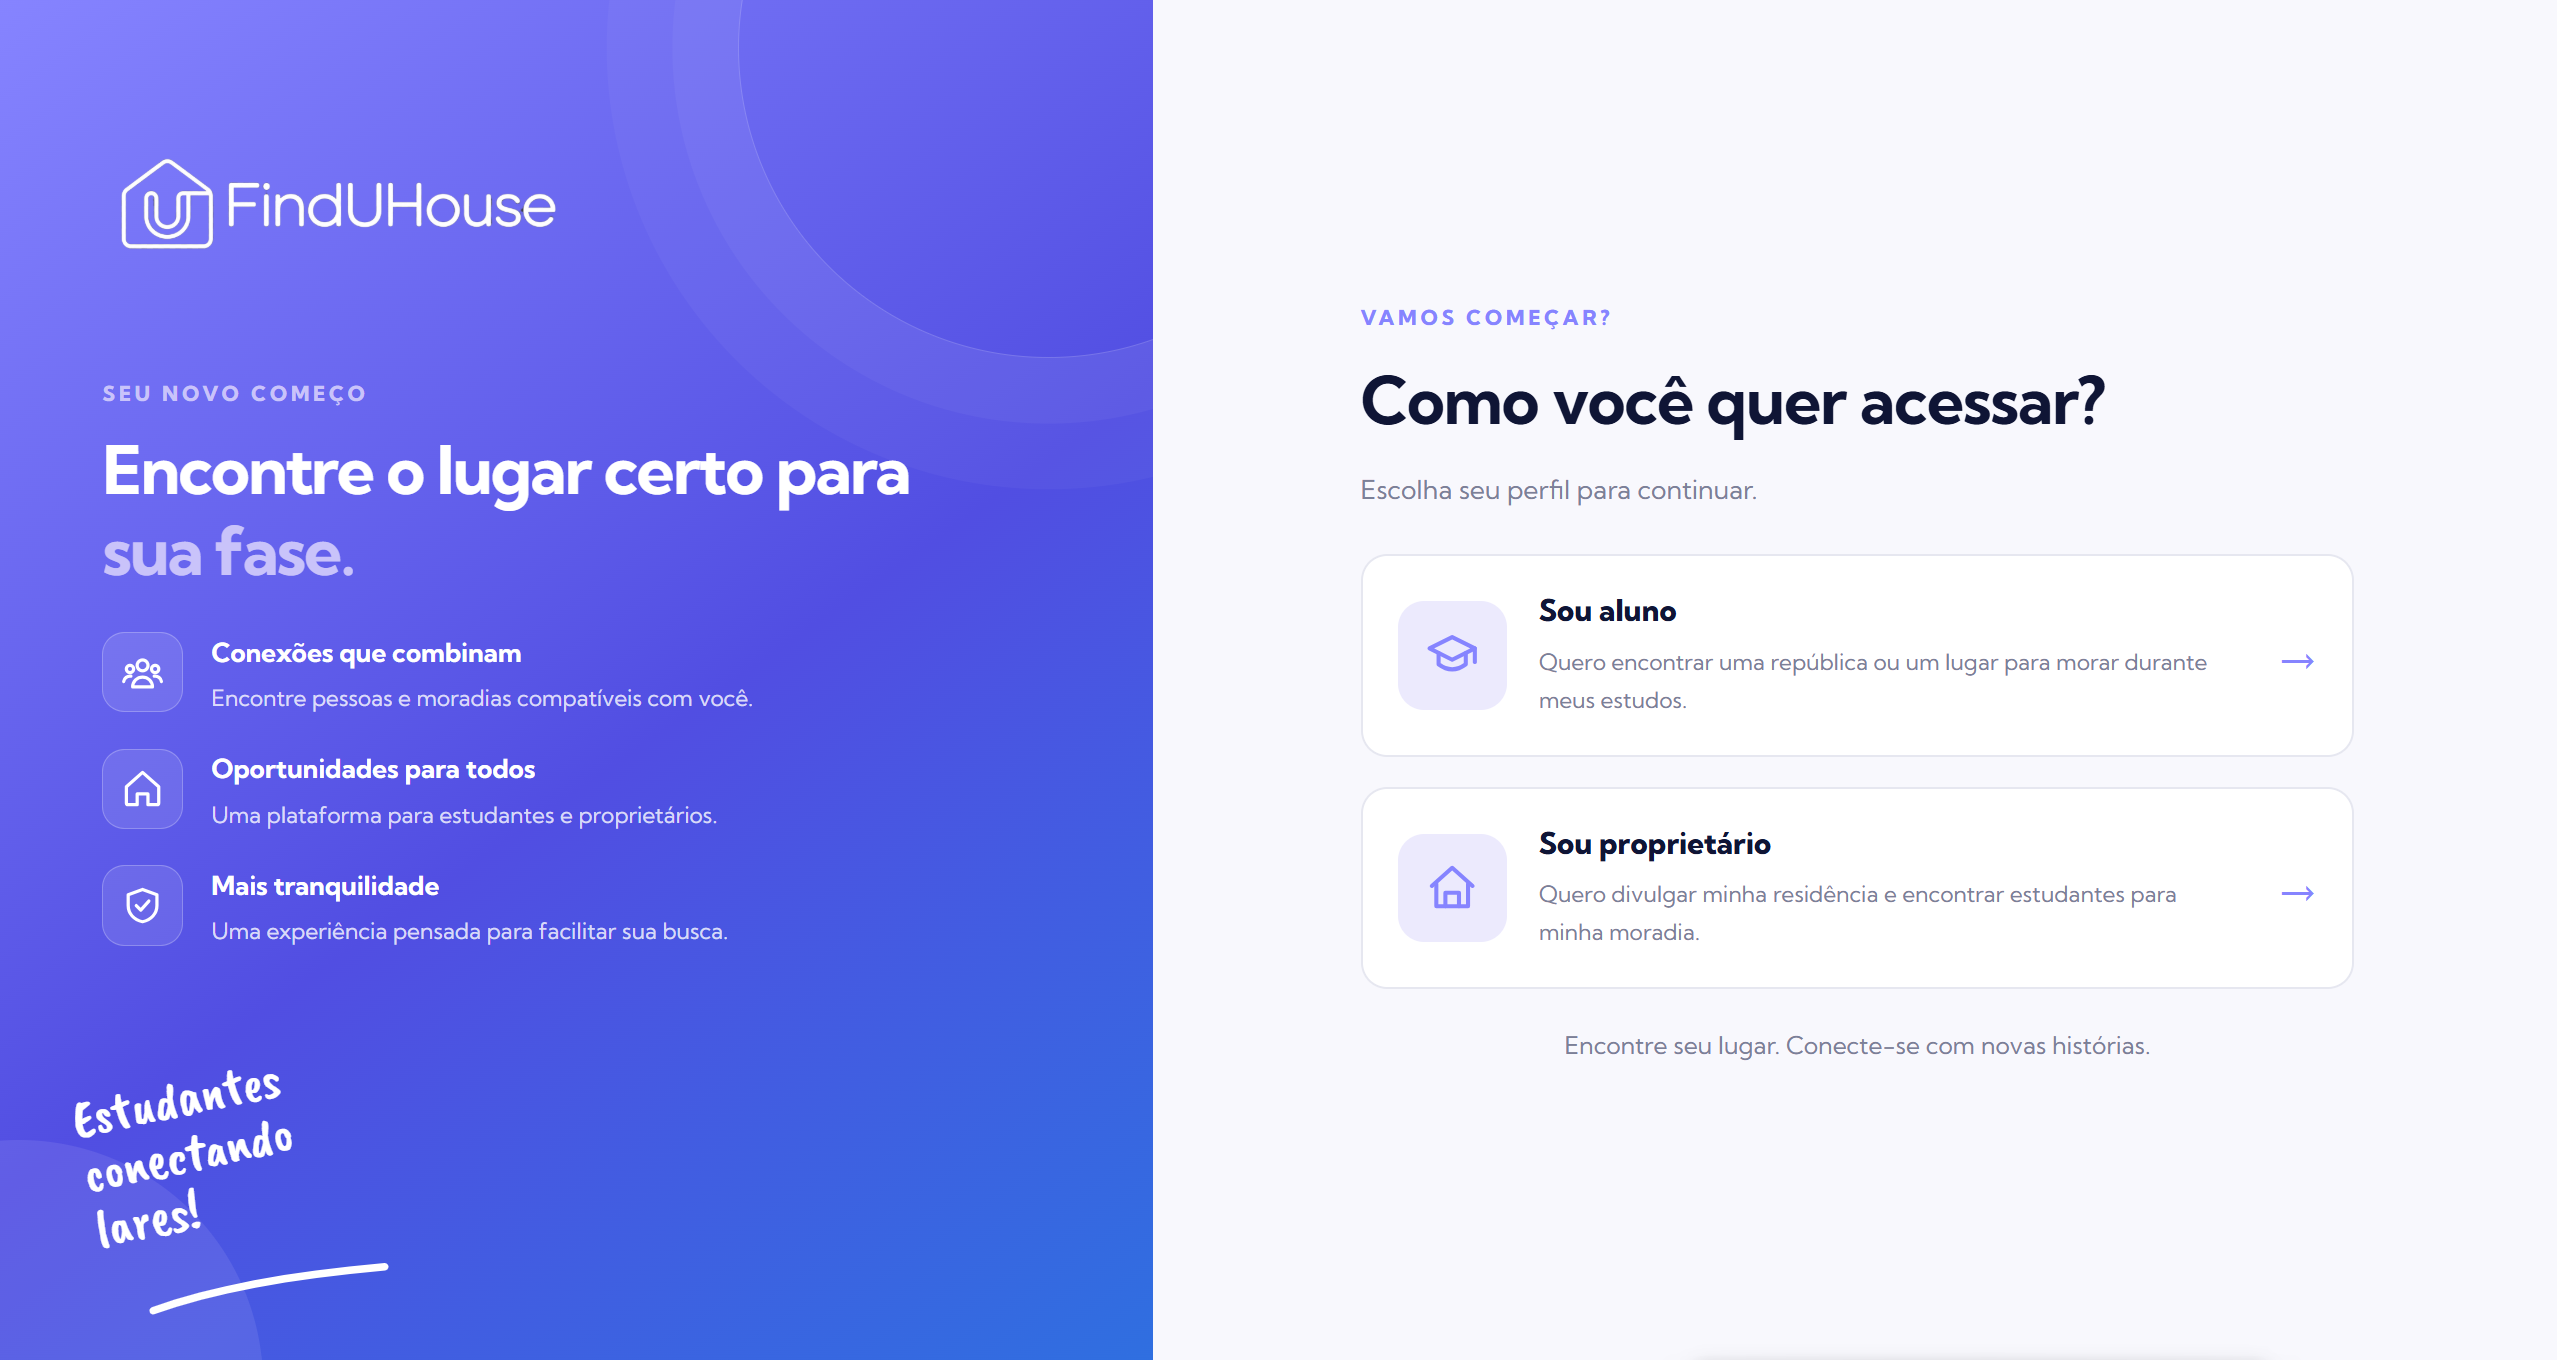 FindUHouse
SEU NOVO COMEÇO
Encontre o lugar certo para
sua fase.
Conexões que combinam
Encontre pessoas e moradias compatíveis com você.
Oportunidades para todos
Uma plataforma para estudantes e proprietários.
Mais tranquilidade
Uma experiência pensada para facilitar sua busca.
Estudantes
conectando
lares!
VAMOS COMEÇAR?
Como você quer acessar?
Escolha seu perfil para continuar.
Sou aluno
Quero encontrar uma república ou um lugar para morar durante
meus estudos.
Sou proprietário
Quero divulgar minha residência e encontrar estudantes para
minha moradia.
Encontre seu lugar. Conecte-se com novas histórias.